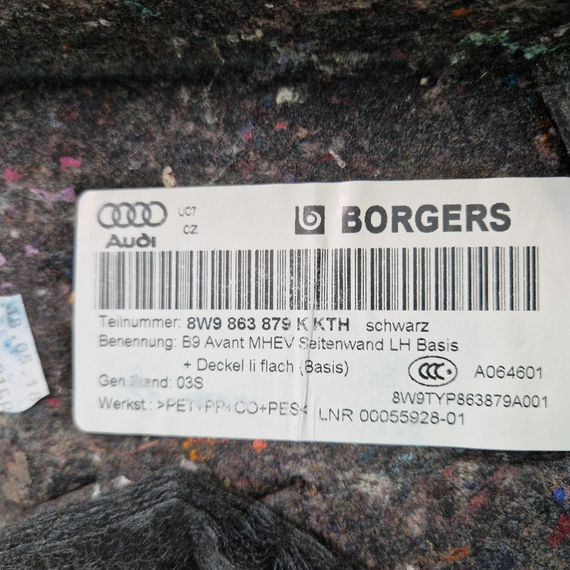 Audi
UC7
CZ
BORGERS
Teilnummer: 8W9 863 879 K KTH schwarz
Benennung: B9 Avant MHEV Seitenwand LH Basis
+ Deckel li flach (Basis)
Gen.Stand: 03S
CCC A064601
8W9TYP863879A001
Werkst.: >PET+PP+CO+PES< LNR 00055928-01